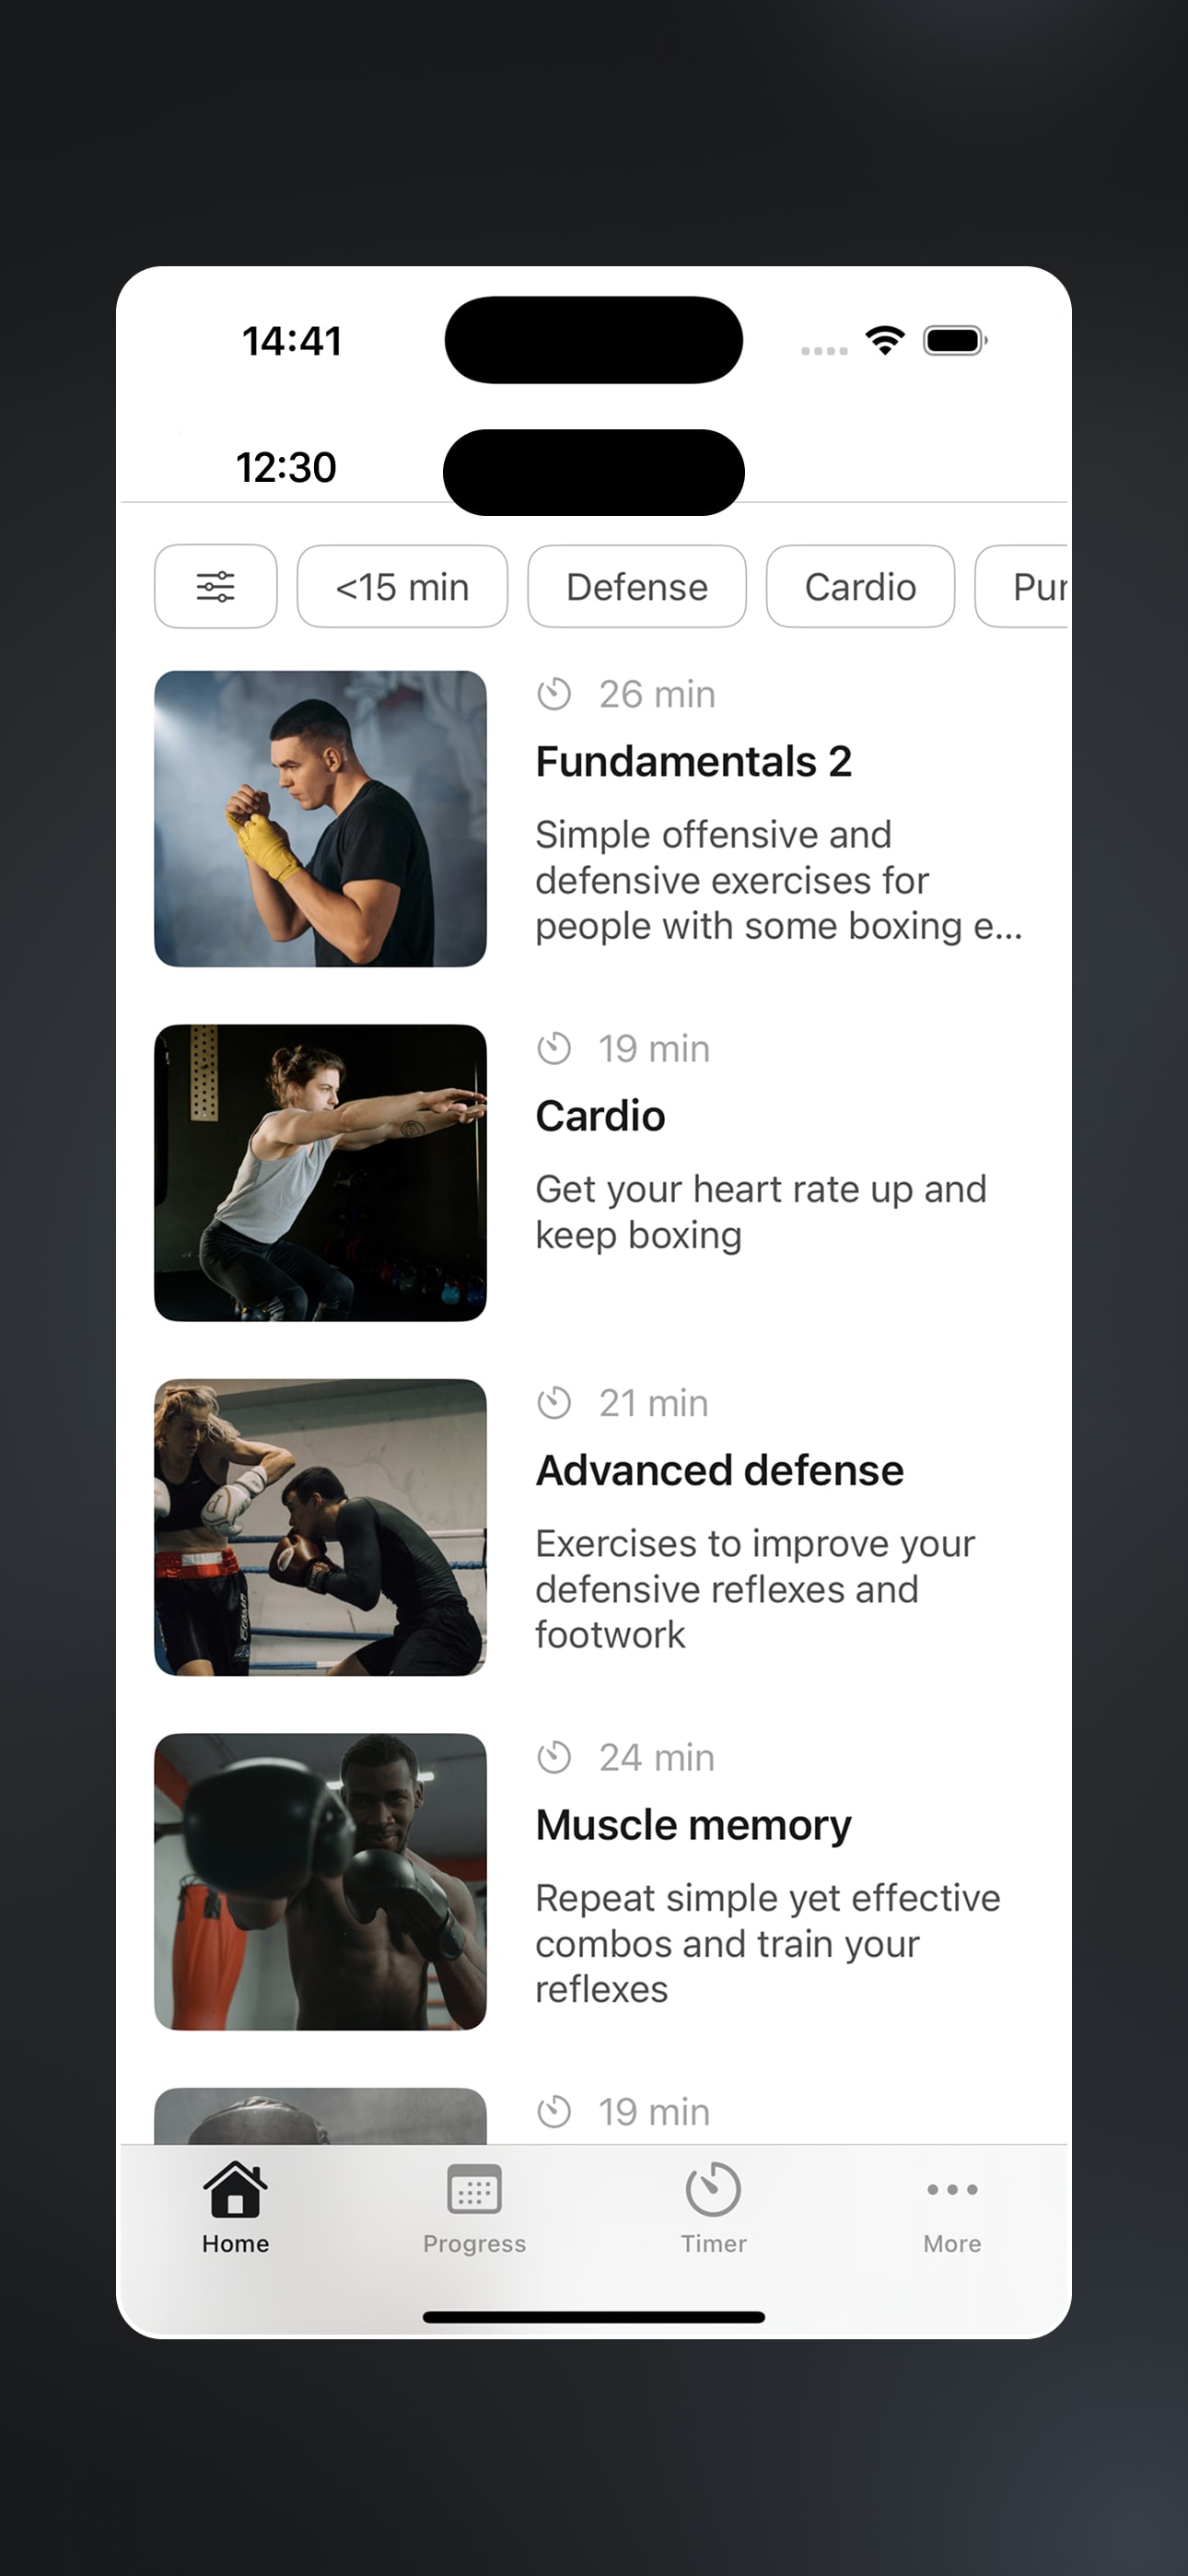 14:41
12:30
<15 min
Defense
Cardio
26 min
Fundamentals 2
Simple offensive and
defensive exercises for
people with some boxing e...
19 min
Cardio
Get your heart rate up and
keep boxing
21 min
Advanced defense
Exercises to improve your
defensive reflexes and
footwork
24 min
Muscle memory
Repeat simple yet effective
combos and train your
reflexes
19 min
Home
Progress
Timer
More